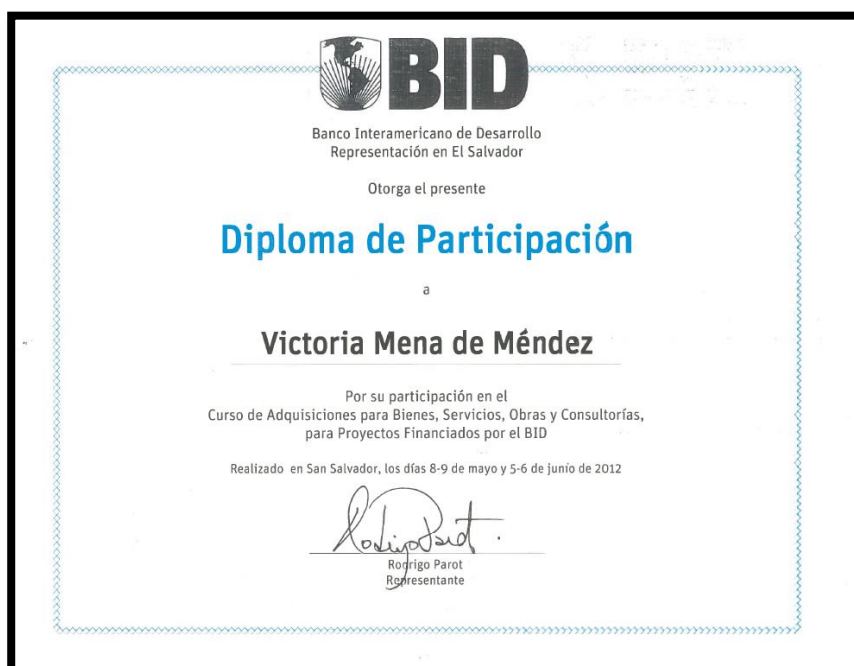 BID
Banco Interamericano de Desarrollo
Representación en El Salvador
Otorga el presente
Diploma de Participación
a
Victoria Mena de Méndez
Por su participación en el
Curso de Adquisiciones para Bienes, Servicios, Obras y Consultorías,
para Proyectos Financiados por el BID
Realizado en San Salvador, los días 8-9 de mayo y 5-6 de junio de 2012
Rodrigo Parot
Rodrigo Parot
Representante